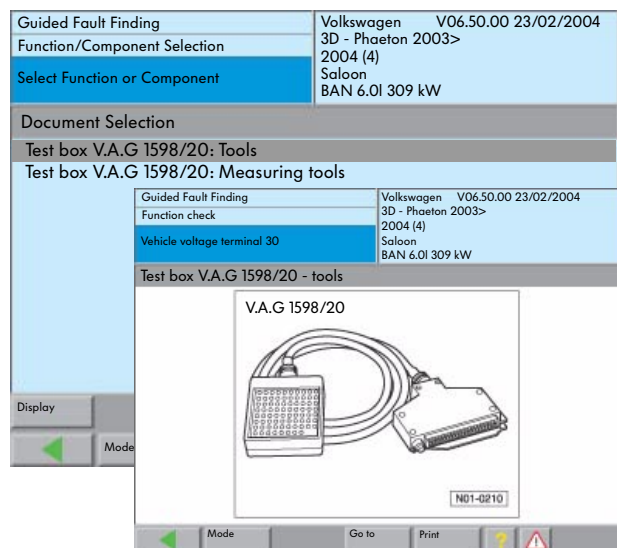 Guided Fault Finding
Function/Component Selection
Select Function or Component
Volkswagen V06.50.00 23/02/2004
3D - Phaeton 2003>
2004 (4)
Saloon
BAN 6.0l 309 kW
Document Selection
Test box V.A.G 1598/20: Tools
Test box V.A.G 1598/20: Measuring tools
Display
Mode
Guided Fault Finding
Function check
Vehicle voltage terminal 30
Volkswagen V06.50.00 23/02/2004
3D - Phaeton 2003>
2004 (4)
Saloon
BAN 6.0l 309 kW
Test box V.A.G 1598/20 - tools
V.A.G 1598/20
N01-0210
Mode
Go to
Print
?
!